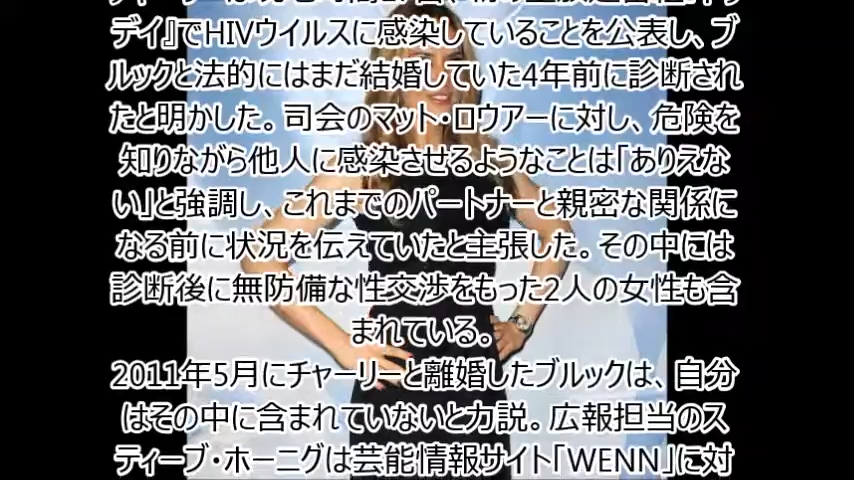 デイ』でHIVウイルスに感染していることを公表し、ブ
ルックと法的にはまだ結婚していた4年前に診断され
たと明かした。司会のマット・ロウアーに対し、危険を
知りながら他人に感染させるようなことは「ありえな
い」と強調し、これまでのパートナーと親密な関係に
なる前に状況を伝えていたと主張した。その中には
診断後に無防備な性交渉をもった2人の女性も含
まれている。
2011年5月にチャーリーと離婚したブルックは、自分
はその中に含まれていないと力説。広報担当のス
ティーブ・ホーニグは芸能情報サイト「WENN」に対